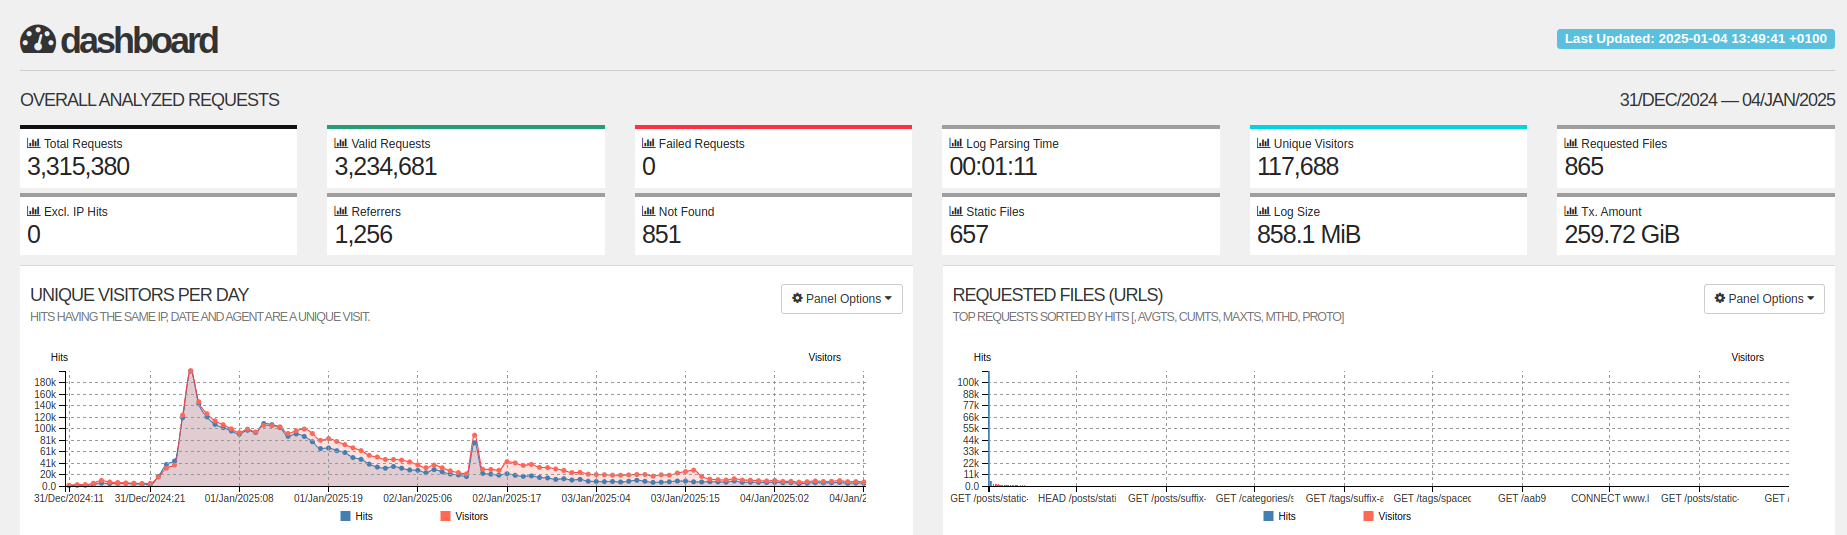 dashboard
Last Updated: 2025-01-04 13:49:41 +0100
OVERALL ANALYZED REQUESTS
31/DEC/2024 — 04/JAN/2025
Total Requests
3,315,380
Valid Requests
3,234,681
Failed Requests
0
Log Parsing Time
00:01:11
Unique Visitors
117,688
Requested Files
865
Excl. IP Hits
0
Referrers
1,256
Not Found
851
Static Files
657
Log Size
858.1 MiB
Tx. Amount
259.72 GiB
UNIQUE VISITORS PER DAY
Panel Options
HITS HAVING THE SAME IP, DATE AND AGENT ARE A UNIQUE VISIT.
Hits
Visitors
180k
160k
140k
120k
100k
81k
61k
41k
20k
0.0
31/Dec/2024:11
31/Dec/2024:21
01/Jan/2025:08
01/Jan/2025:19
02/Jan/2025:06
02/Jan/2025:17
03/Jan/2025:04
03/Jan/2025:15
04/Jan/2025:02
04/Jan/2
Hits
Visitors
REQUESTED FILES (URLS)
Panel Options
TOP REQUESTS SORTED BY HITS [, AVGTS, CUMTS, MAXTS, MTHD, PROTO]
Hits
Visitors
100k
88k
77k
66k
55k
44k
33k
22k
11k
0.0
GET /posts/static-
HEAD /posts/stati
GET /posts/suffix-
GET /categories/s
GET /tags/suffix-a
GET /tags/spaced
GET /aab9
CONNECT www.l
GET /posts/static-
GET /
Hits
Visitors